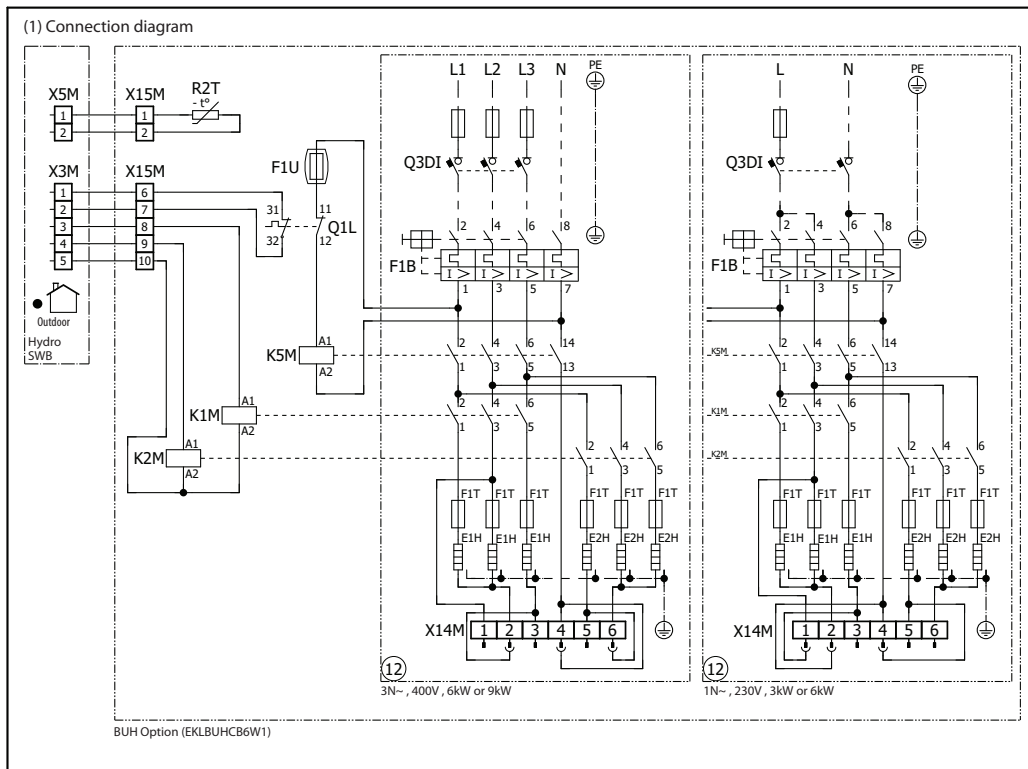 (1) Connection diagram
L1 L2 L3 N PE
L N PE
X5M X15M R2T
- t°
1 1
2 2
F1U
Q3DI
Q3DI
X3M X15M
1 6
2 7
3 8
4 9
5 10
31 11
32 12 Q1L
2 4 6 8
2 4 6 8
F1B
F1B
I > I > I > I >
I > I > I > I >
1 3 5 7
1 3 5 7
Outdoor
Hydro
SWB
K5M A1
A2
2 4 6 14
1 3 5 13
K5M
2 4 6 14
1 3 5 13
K1M A1
A2
2 4 6
1 3 5
K1M
2 4 6
1 3 5
K2M A1
A2
2 4 6
1 3 5
K2M
2 4 6
1 3 5
F1T F1T F1T F1T F1T F1T
F1T F1T F1T F1T F1T F1T
E1H E1H E1H E2H E2H E2H
E1H E1H E1H E2H E2H E2H
X14M 1 2 3 4 5 6
X14M 1 2 3 4 5 6
12
12
3N~ , 400V , 6kW or 9kW
1N~ , 230V , 3kW or 6kW
BUH Option (EKLBUHCB6W1)